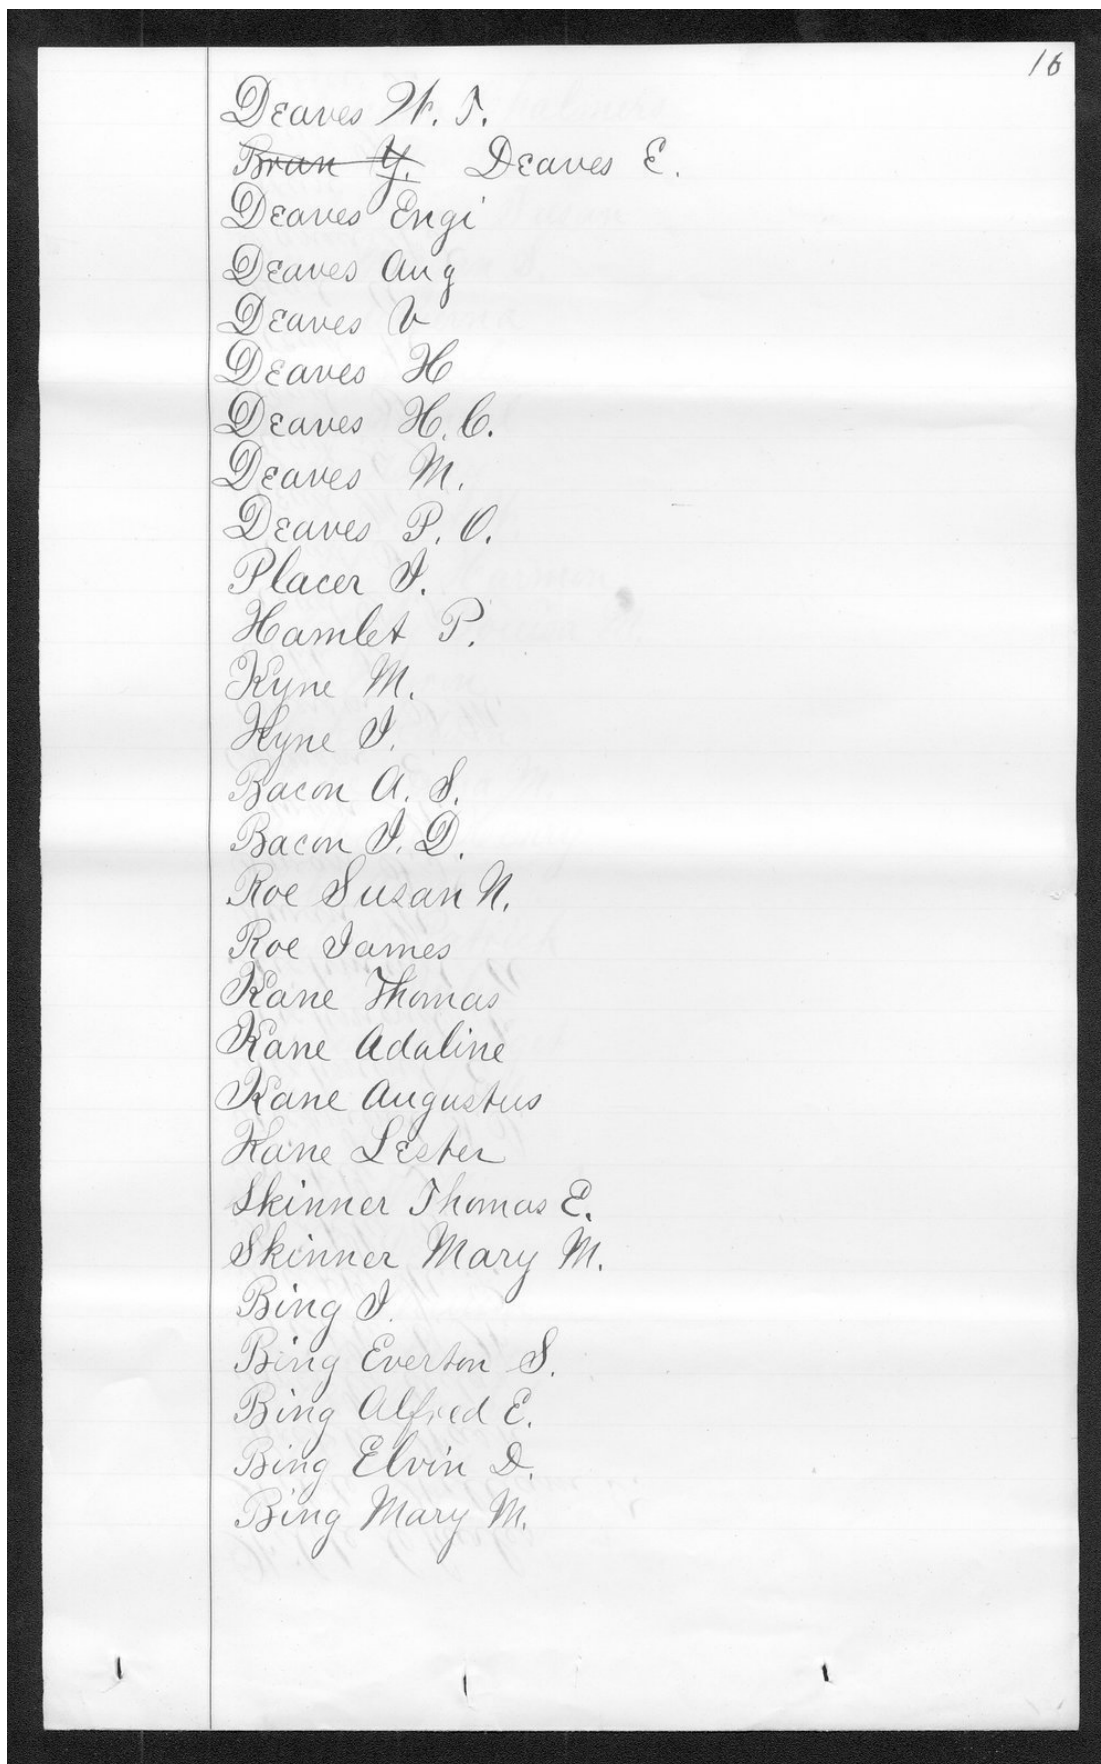 16
Deaves W. T.
Bran Y. Deaves E.
Deaves Engi
Deaves Aug
Deaves V
Deaves H
Deaves H. C.
Deaves M.
Deaves P. O.
Placer I.
Hamlet P.
Kyne M.
Kyne I.
Bacon A. S.
Bacon I. D.
Roe Susan N.
Roe James
Kane Thomas
Kane Adaline
Kane Augustus
Kane Lester
Skinner Thomas E.
Skinner Mary M.
Bing I.
Bing Everton S.
Bing Alfred E.
Bing Elvin D.
Bing Mary M.